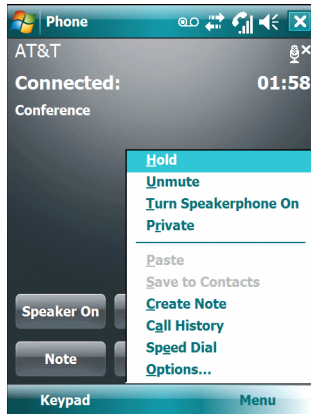 Phone
AT&T
Connected: 01:58
Conference
Hold
Unmute
Turn Speakerphone On
Private
Paste
Save to Contacts
Create Note
Call History
Speed Dial
Options...
Speaker On
Note
Keypad Menu